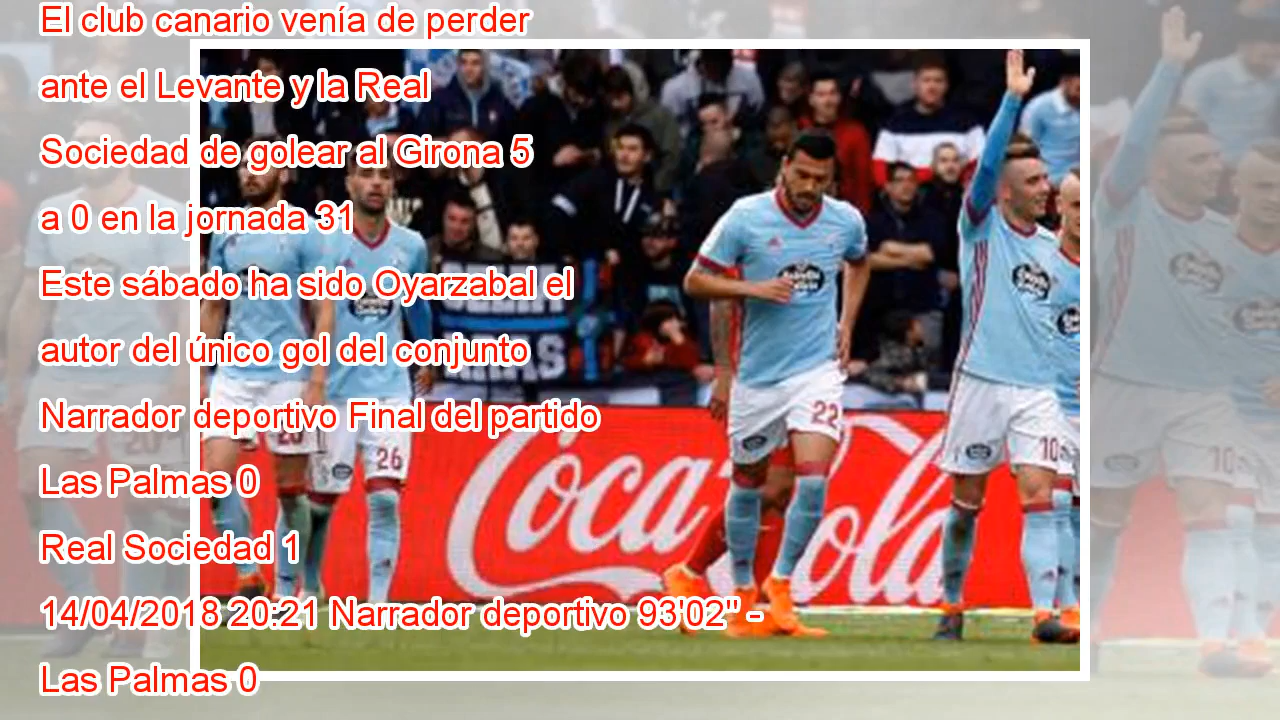 El club canario venía de perder
ante el Levante y la Real
Sociedad de golear al Girona 5
a 0 en la jornada 31
Este sábado ha sido Oyarzabal el
autor del único gol del conjunto
Narrador deportivo Final del partido
Las Palmas 0
Real Sociedad 1
14/04/2018 20:21 Narrador deportivo 93'02" -
Las Palmas 0
Coca Cola
26
22
10